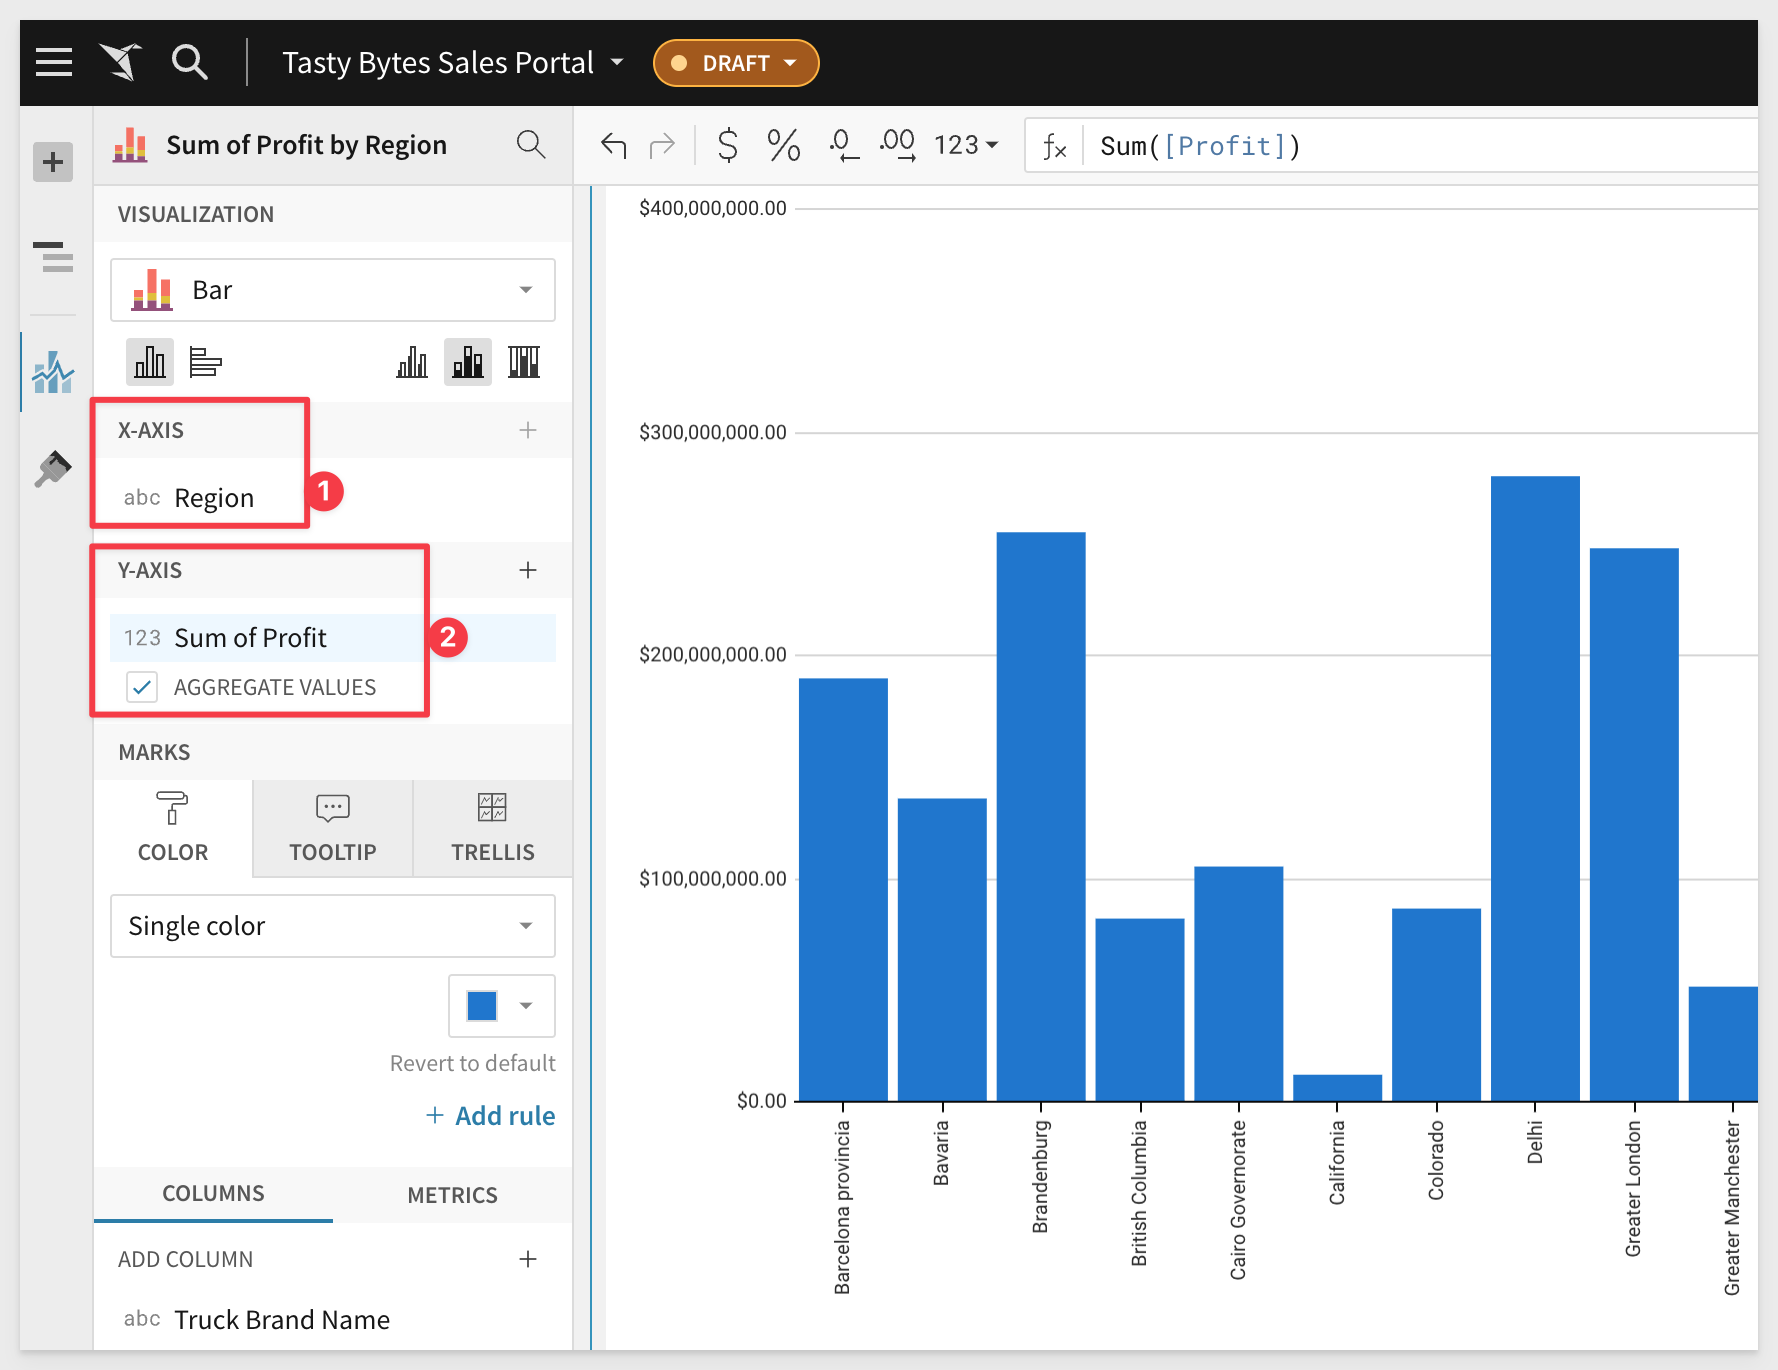 Tasty Bytes Sales Portal
DRAFT
Sum of Profit by Region
$ % .0 .00 123
fx Sum([Profit])
VISUALIZATION
Bar
X-AXIS
abc Region
1
Y-AXIS
123 Sum of Profit
2
AGGREGATE VALUES
MARKS
COLOR
TOOLTIP
TRELLIS
Single color
Revert to default
+ Add rule
COLUMNS
METRICS
ADD COLUMN
abc Truck Brand Name
$400,000,000.00
$300,000,000.00
$200,000,000.00
$100,000,000.00
$0.00
Barcelona provincia
Bavaria
Brandenburg
British Columbia
Cairo Governorate
California
Colorado
Delhi
Greater London
Greater Manchester